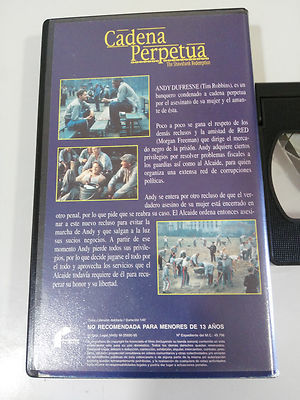 Cadena
Perpetua
The Shawshank Redemption
ANDY DUFRESNE (Tim Robbins), es un
banquero condenado a cadena perpetua
por el asesinato de su mujer y el aman-
te de ésta.
Poco a poco se gana el respeto de los
demás reclusos y la amistad de RED
(Morgan Freeman) que dirige el merca-
do negro de la prisión. Andy adquiere ciertos
privilegios por resolver problemas fiscales a
los guardias así como al Alcaide, para quien
organiza una extensa red de corrupciones
políticas.
Andy se entera por otro recluso de que el ver-
dadero asesino de su mujer está encerrado en
otro penal, por lo que pide que se reabra su caso. El Alcaide ordena entonces asesi-
nar a este nuevo recluso para evitar la
marcha de Andy y que salgan a la luz
sus sucios negocios. A partir de ese
momento Andy pierde todos sus privile-
gios, por lo que decide jugarse el todo por
el todo y aprovecha los servicios que el
Alcaide todavía requiere de él para recu-
perar su honor y su libertad.
NO RECOMENDADA PARA MENORES DE 13 AÑOS